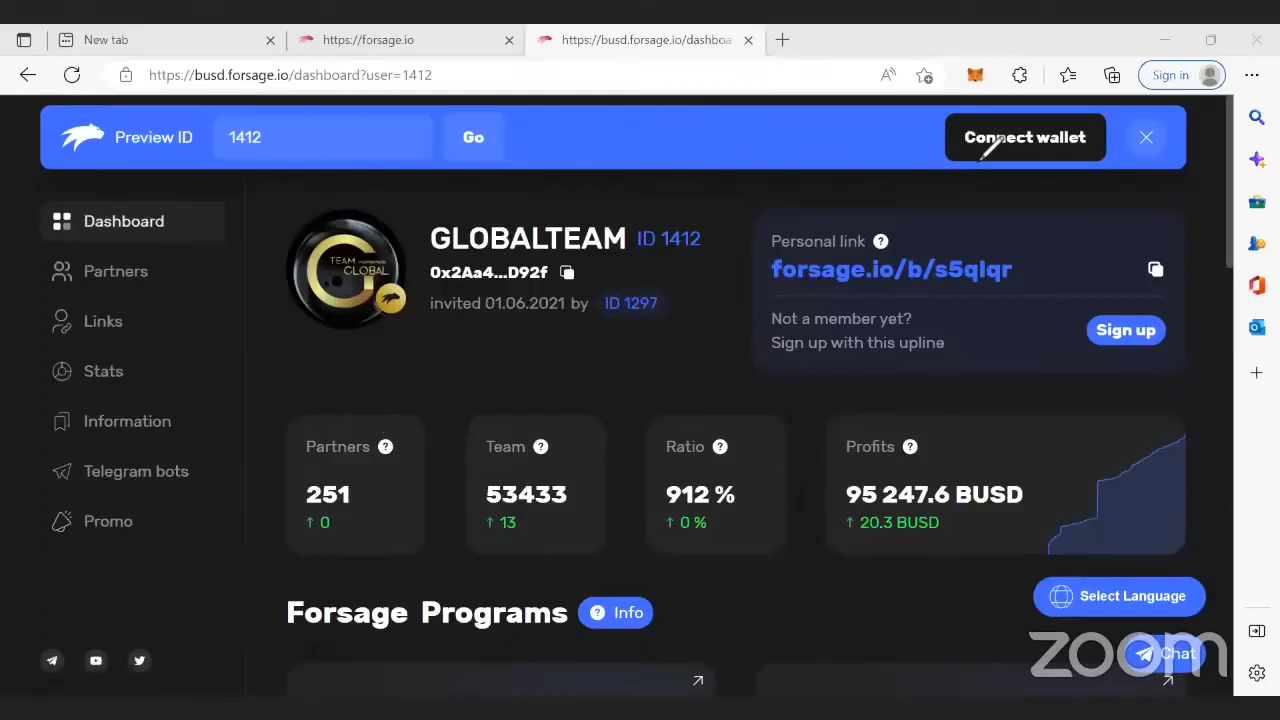 New tab
https://forsage.io
https://busd.forsage.io/dashboa
https://busd.forsage.io/dashboard?user=1412
Sign in
Preview ID
1412
Go
Connect wallet
Dashboard
Partners
Links
Stats
Information
Telegram bots
Promo
TEAM
GLOBAL
GLOBALTEAM ID 1412
0x2Aa4...D92f
invited 01.06.2021 by ID 1297
Personal link ?
forsage.io/b/s5qlqr
Not a member yet?
Sign up with this upline
Sign up
Partners ?
251
↑ 0
Team ?
53433
↑ 13
Ratio ?
912 %
↑ 0 %
Profits ?
95 247.6 BUSD
↑ 20.3 BUSD
Forsage Programs
? Info
Select Language
Chat
zoom